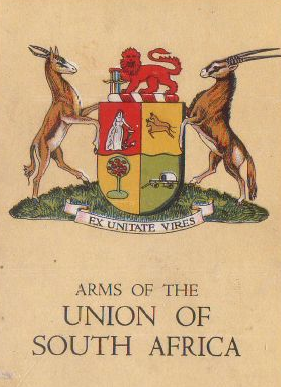 EX UNITATE VIRES
ARMS OF THE
UNION OF
SOUTH AFRICA